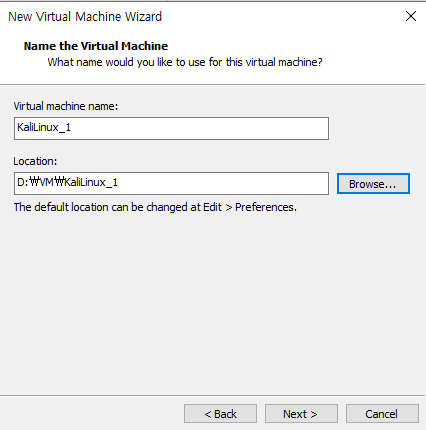 New Virtual Machine Wizard
Name the Virtual Machine
What name would you like to use for this virtual machine?
Virtual machine name:
KaliLinux_1
Location:
D:₩VM₩KaliLinux_1
Browse...
The default location can be changed at Edit > Preferences.
< Back
Next >
Cancel